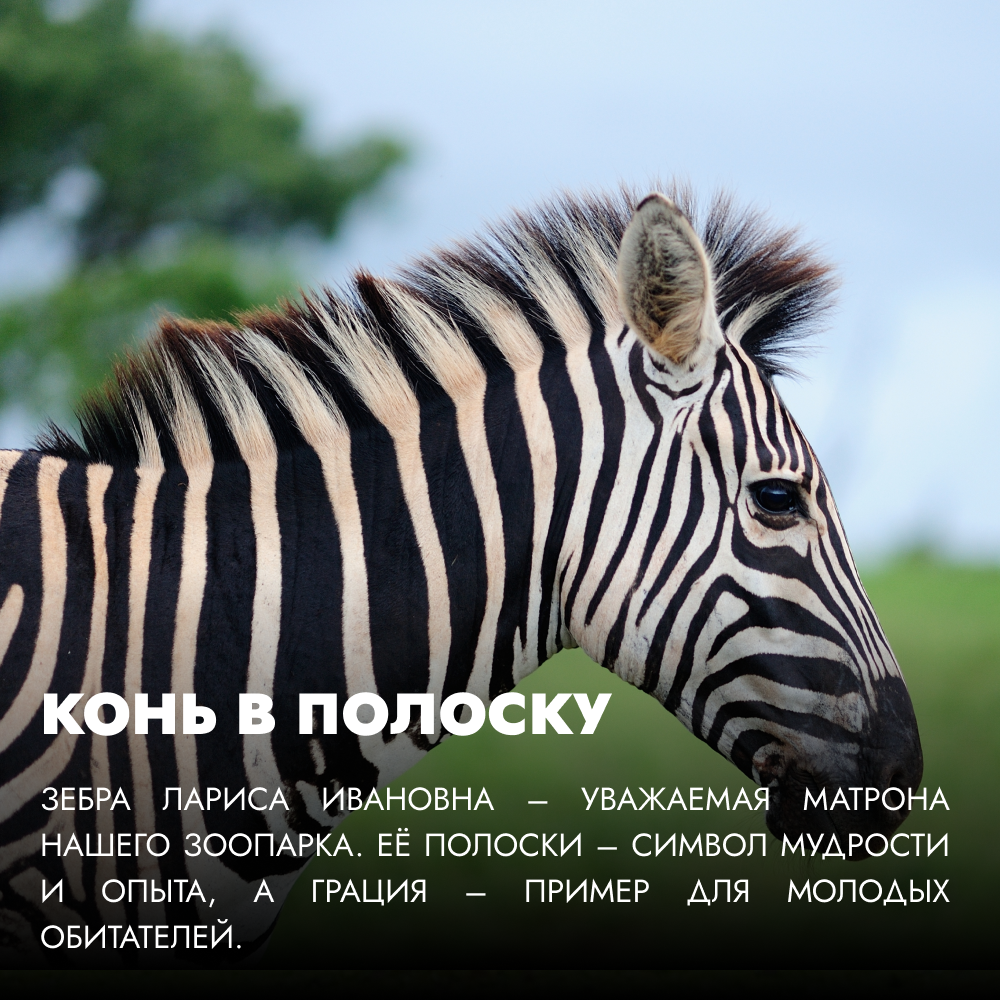 КОНЬ В ПОЛОСКУ
ЗЕБРА ЛАРИСА ИВАНОВНА – УВАЖАЕМАЯ МАТРОНА
НАШЕГО ЗООПАРКА. ЕЁ ПОЛОСКИ – СИМВОЛ МУДРОСТИ
И ОПЫТА, А ГРАЦИЯ – ПРИМЕР ДЛЯ МОЛОДЫХ
ОБИТАТЕЛЕЙ.